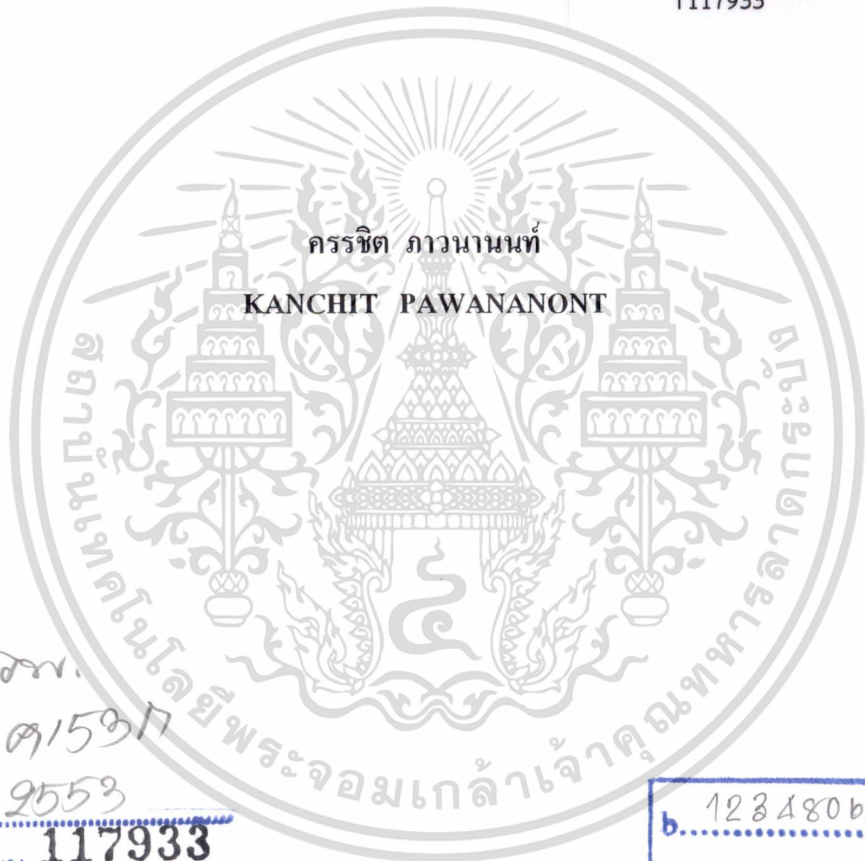 T117933
ครรชิต ภาวนานนท์
KANCHIT PAWANANONT
สถาบันเทคโนโลยีพระจอมเกล้าเจ้าคุณทหารลาดกระบัง
2553
117933
b.